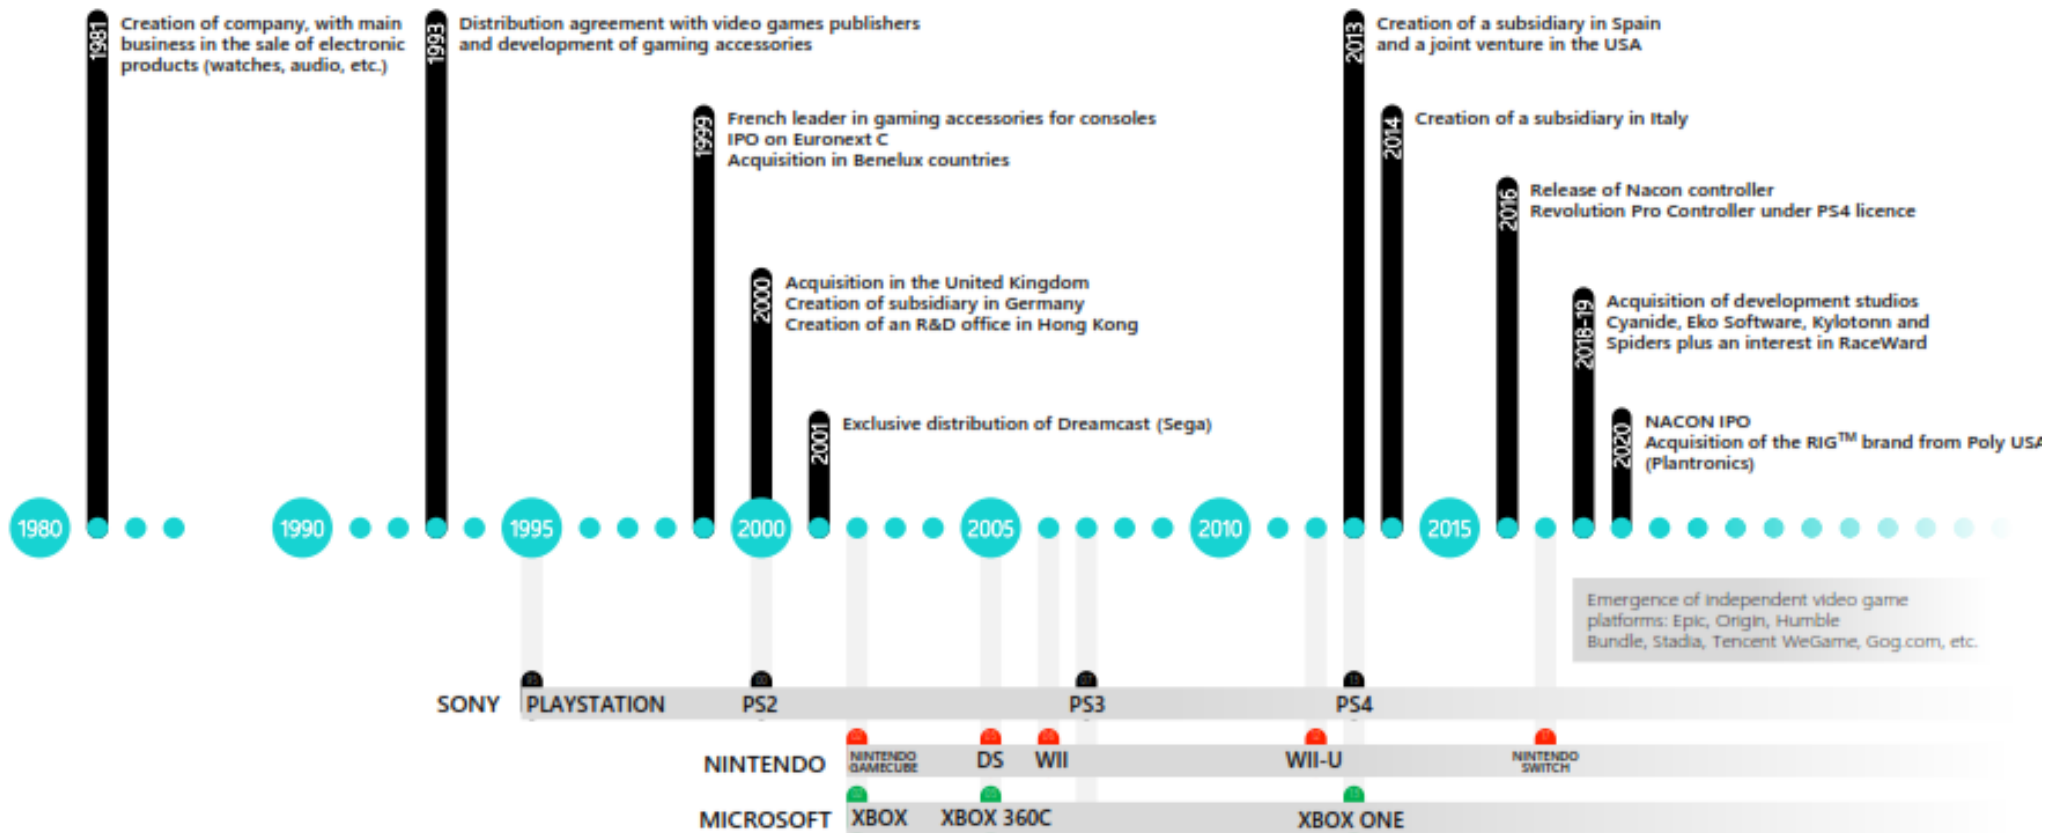 1981
Creation of company, with main
business in the sale of electronic
products (watches, audio, etc.)
1993
Distribution agreement with video games publishers
and development of gaming accessories
1999
French leader in gaming accessories for consoles
IPO on Euronext C
Acquisition in Benelux countries
2000
Acquisition in the United Kingdom
Creation of subsidiary in Germany
Creation of an R&D office in Hong Kong
2001
Exclusive distribution of Dreamcast (Sega)
2013
Creation of a subsidiary in Spain
and a joint venture in the USA
2014
Creation of a subsidiary in Italy
2016
Release of Nacon controller
Revolution Pro Controller under PS4 licence
2018-19
Acquisition of development studios
Cyanide, Eko Software, Kylotonn and
Spiders plus an interest in RaceWard
2020
NACON IPO
Acquisition of the RIG™ brand from Poly USA
(Plantronics)
1980
1990
1995
2000
2005
2010
2015
Emergence of independent video game
platforms: Epic, Origin, Humble
Bundle, Stadia, Tencent WeGame, Gog.com, etc.
SONY
PLAYSTATION
PS2
PS3
PS4
NINTENDO
NINTENDO
GAMECUBE
DS
WII
WII-U
NINTENDO
SWITCH
MICROSOFT
XBOX
XBOX 360C
XBOX ONE